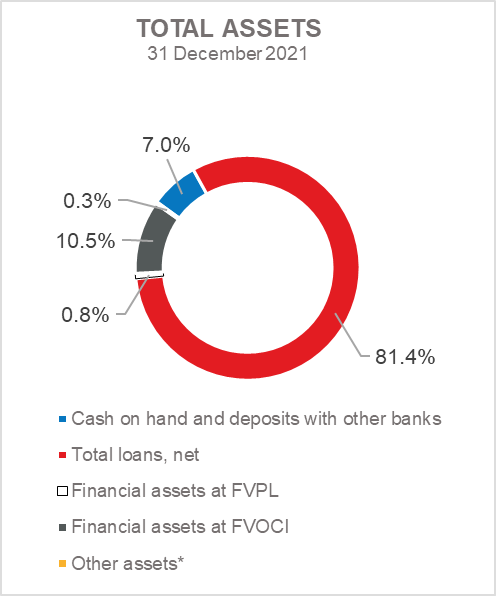 TOTAL ASSETS
31 December 2021
7.0%
0.3%
10.5%
0.8%
81.4%
Cash on hand and deposits with other banks
Total loans, net
Financial assets at FVPL
Financial assets at FVOCI
Other assets*